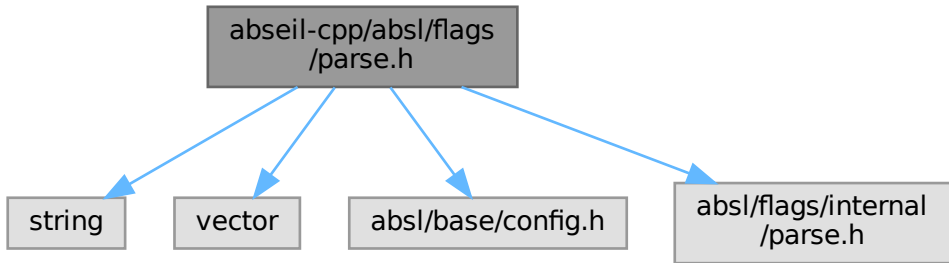 abseil-cpp/absl/flags
/parse.h
string
vector
absl/base/config.h
absl/flags/internal
/parse.h